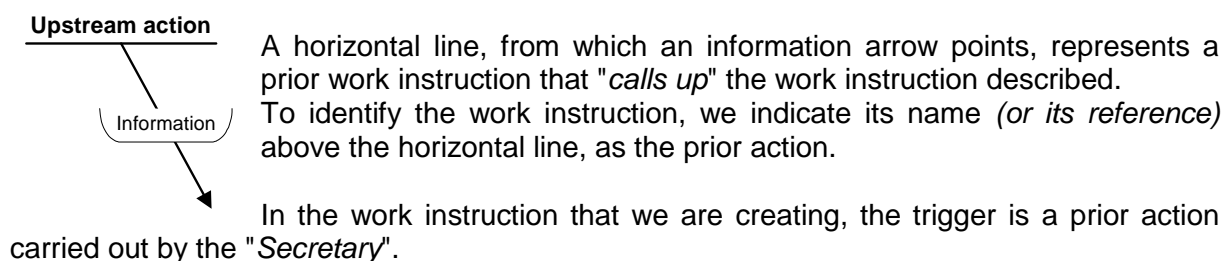 Upstream action
A horizontal line, from which an information arrow points, represents a
prior work instruction that "calls up" the work instruction described.
Information
To identify the work instruction, we indicate its name (or its reference)
above the horizontal line, as the prior action.
In the work instruction that we are creating, the trigger is a prior action
carried out by the "Secretary".